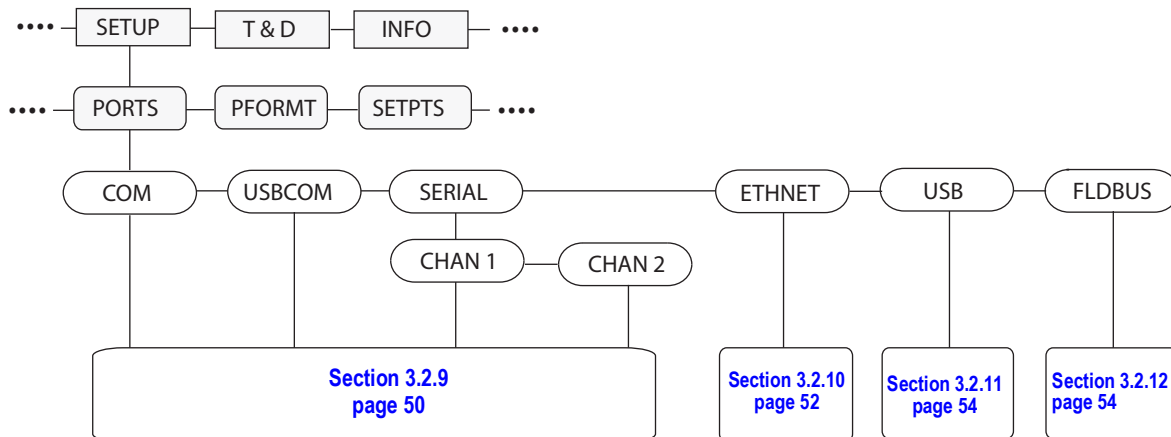 •••• SETUP T & D INFO ••••
•••• PORTS PFORMT SETPTS ••••
COM USBCOM SERIAL ETHNET USB FLDBUS
CHAN 1 CHAN 2
Section 3.2.9
page 50
Section 3.2.10
page 52
Section 3.2.11
page 54
Section 3.2.12
page 54